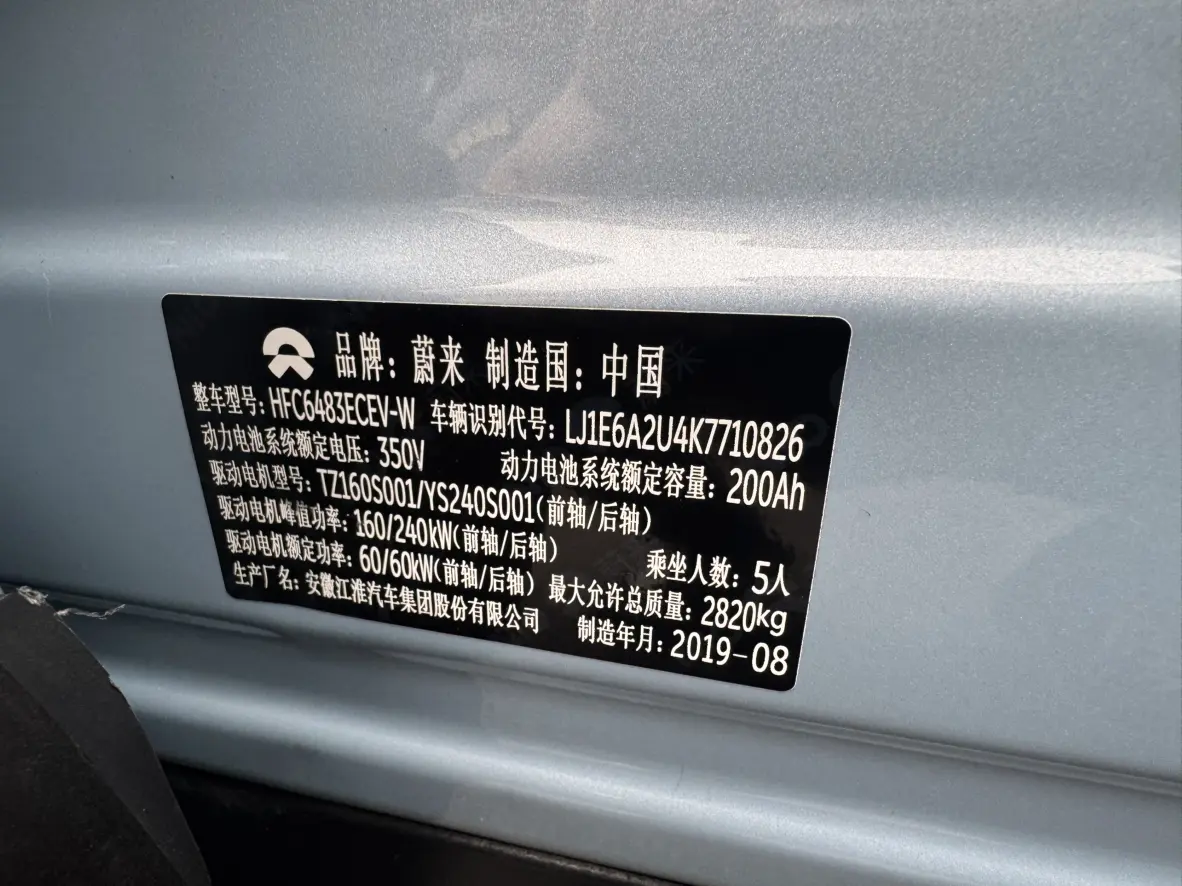 品牌：蔚来 制造国：中国
整车型号：HFC6483ECEV-W 车辆识别代号：LJ1E6A2U4K7710826
动力电池系统额定电压：350V 动力电池系统额定容量：200Ah
驱动电机型号：TZ160S001/YS240S001(前轴/后轴)
驱动电机峰值功率：160/240kW(前轴/后轴) 乘坐人数：5人
驱动电机额定功率：60/60kW(前轴/后轴) 最大允许总质量：2820kg
生产厂名：安徽江淮汽车集团股份有限公司 制造年月：2019-08